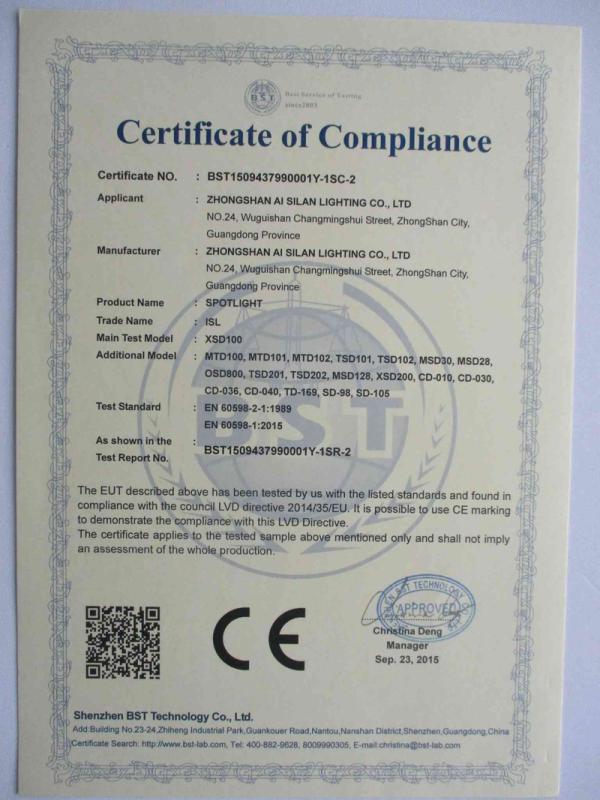 BST
Best Service of Testing
since2003
Certificate of Compliance
Certificate NO. : BST1509437990001Y-1SC-2
Applicant : ZHONGSHAN AI SILAN LIGHTING CO., LTD
NO.24, Wuguishan Changmingshui Street, ZhongShan City,
Guangdong Province
Manufacturer : ZHONGSHAN AI SILAN LIGHTING CO., LTD
NO.24, Wuguishan Changmingshui Street, ZhongShan City,
Guangdong Province
Product Name : SPOTLIGHT
Trade Name : ISL
Main Test Model : XSD100
Additional Model : MTD100, MTD101, MTD102, TSD101, TSD102, MSD30, MSD28,
OSD800, TSD201, TSD202, MSD128, XSD200, CD-010, CD-030,
CD-036, CD-040, TD-169, SD-98, SD-105
Test Standard : EN 60598-2-1:1989
EN 60598-1:2015
As shown in the :
Test Report No. BST1509437990001Y-1SR-2
BST
The EUT described above has been tested by us with the listed standards and found in
compliance with the council LVD directive 2014/35/EU. It is possible to use CE marking
to demonstrate the compliance with this LVD Directive.
The certificate applies to the tested sample above mentioned only and shall not imply
an assessment of the whole production.
CE
BST TECHNOLOGY
APPROVED
Christina Deng
Manager
Sep. 23, 2015
Shenzhen BST Technology Co., Ltd.
Add:Building No.23-24,Zhiheng Industrial Park,Guankouer Road,Nantou,Nanshan District,Shenzhen,Guangdong,China
Certificate Search: http://www.bst-lab.com, Tel: 400-882-9628, 8009990305, E-mail:christina@bst-lab.com